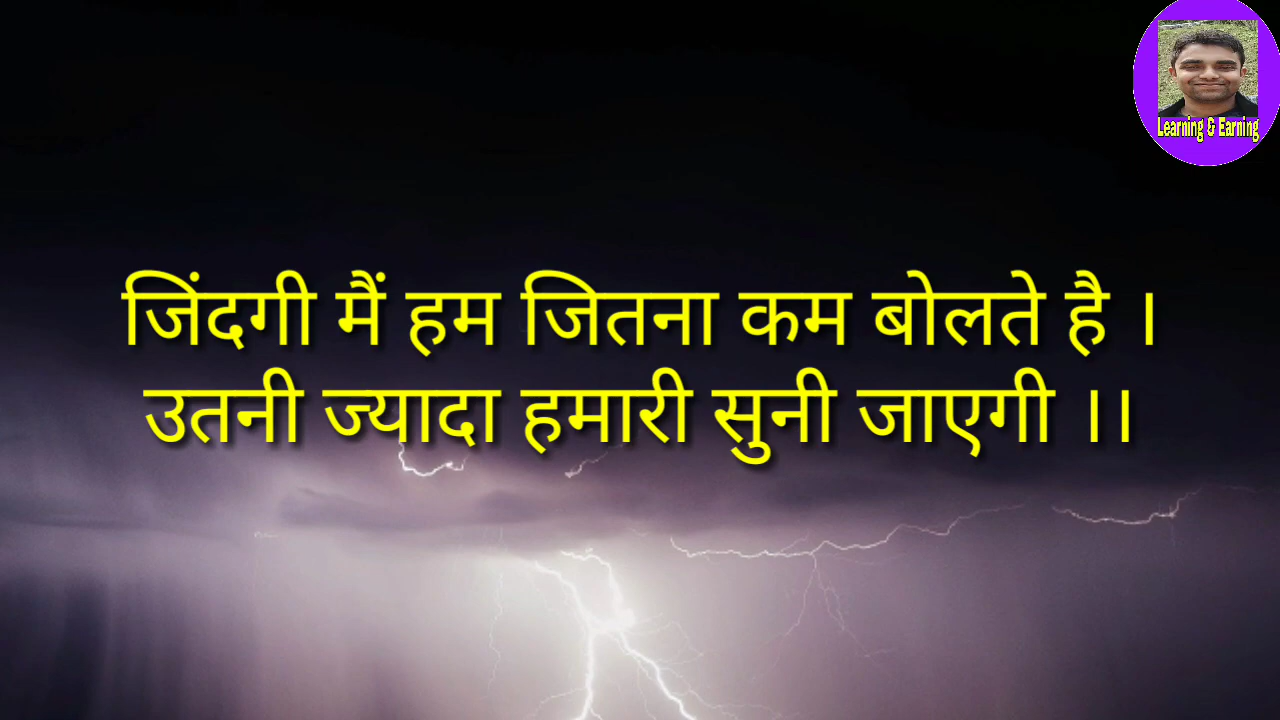 Learning & Earning
जिंदगी मैं हम जितना कम बोलते है ।
उतनी ज्यादा हमारी सुनी जाएगी ।।